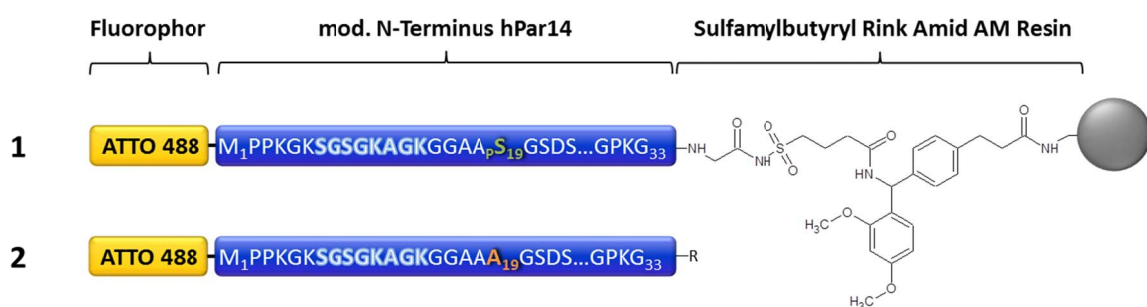 Fluorophor mod. N-Terminus hPar14 Sulfamylbutyryl Rink Amid AM Resin
1 ATTO 488 M₁PPKGKSGSGKAGKGGAAₚS₁₉GSDS...GPKG₃₃ NH O NH O S O O HN O NH H₃C O O H₃C
2 ATTO 488 M₁PPKGKSGSGKAGKGGAAA₁₉GSDS...GPKG₃₃ R